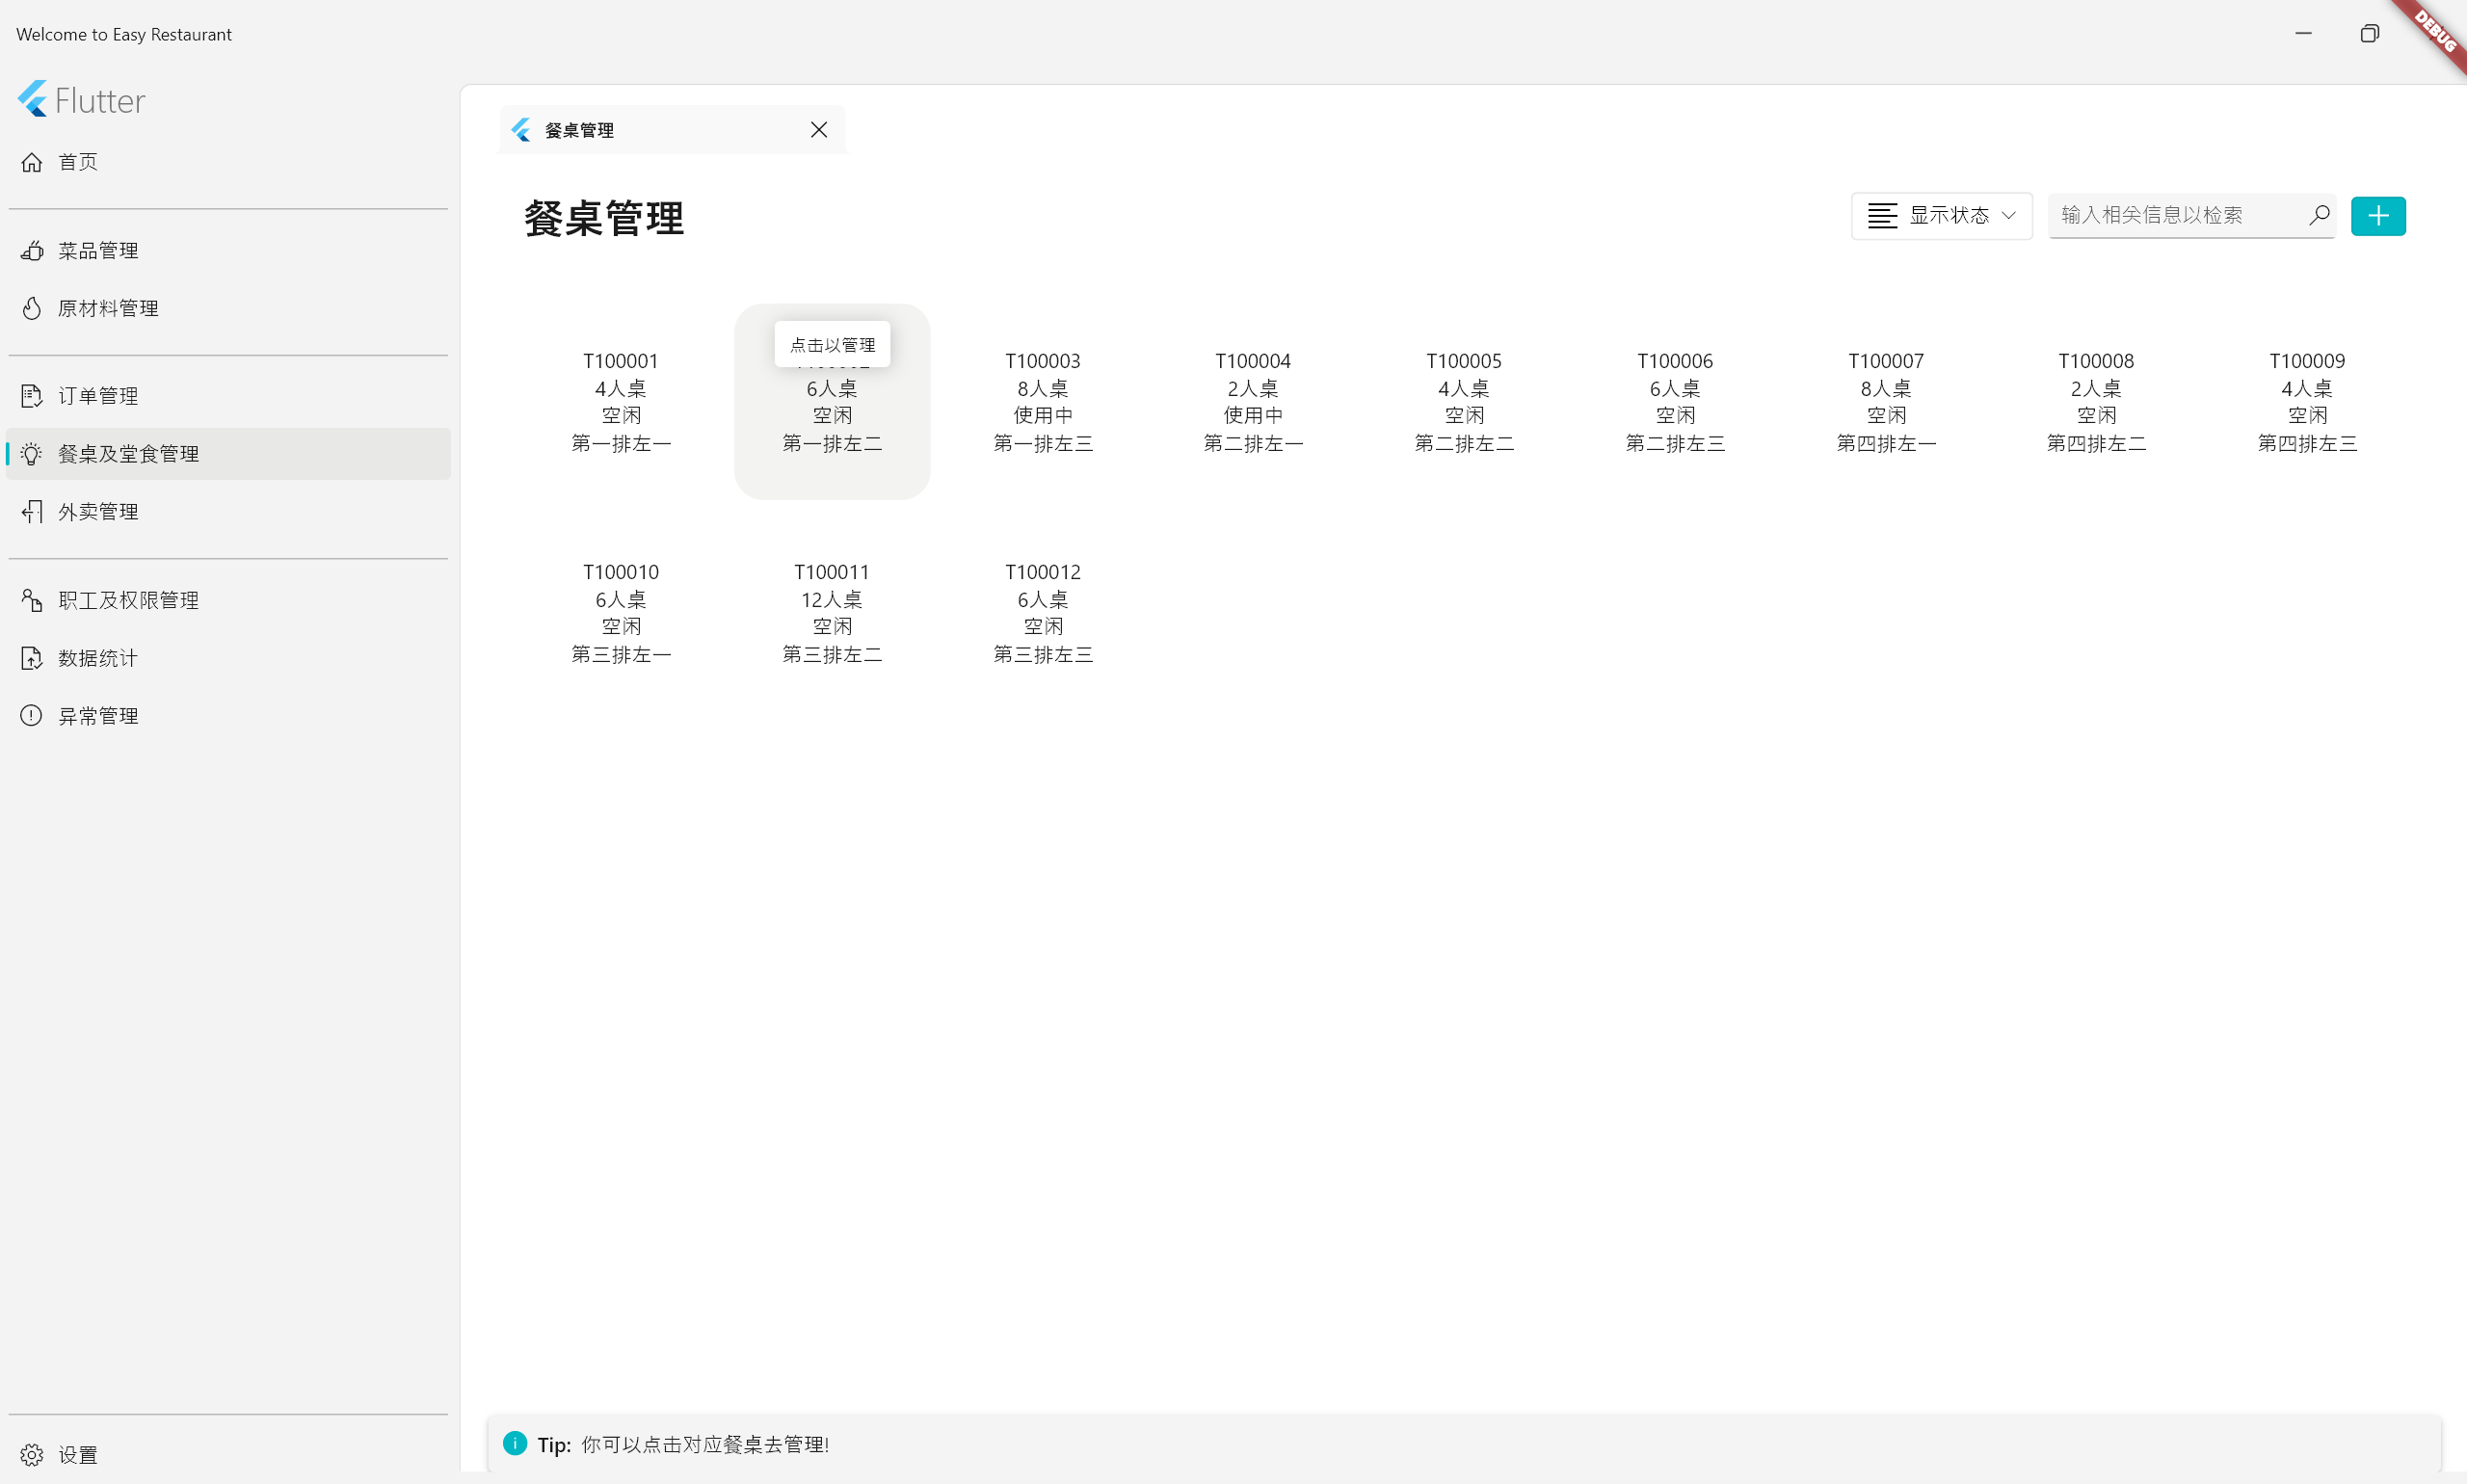 Welcome to Easy Restaurant
DEBUG
Flutter
首页
菜品管理
原材料管理
订单管理
餐桌及堂食管理
外卖管理
职工及权限管理
数据统计
异常管理
设置
餐桌管理
餐桌管理
显示状态
输入相关信息以检索
T100001
4人桌
空闲
第一排左一
点击以管理
6人桌
空闲
第一排左二
T100003
8人桌
使用中
第一排左三
T100004
2人桌
使用中
第二排左一
T100005
4人桌
空闲
第二排左二
T100006
6人桌
空闲
第二排左三
T100007
8人桌
空闲
第四排左一
T100008
2人桌
空闲
第四排左二
T100009
4人桌
空闲
第四排左三
T100010
6人桌
空闲
第三排左一
T100011
12人桌
空闲
第三排左二
T100012
6人桌
空闲
第三排左三
Tip: 你可以点击对应餐桌去管理!